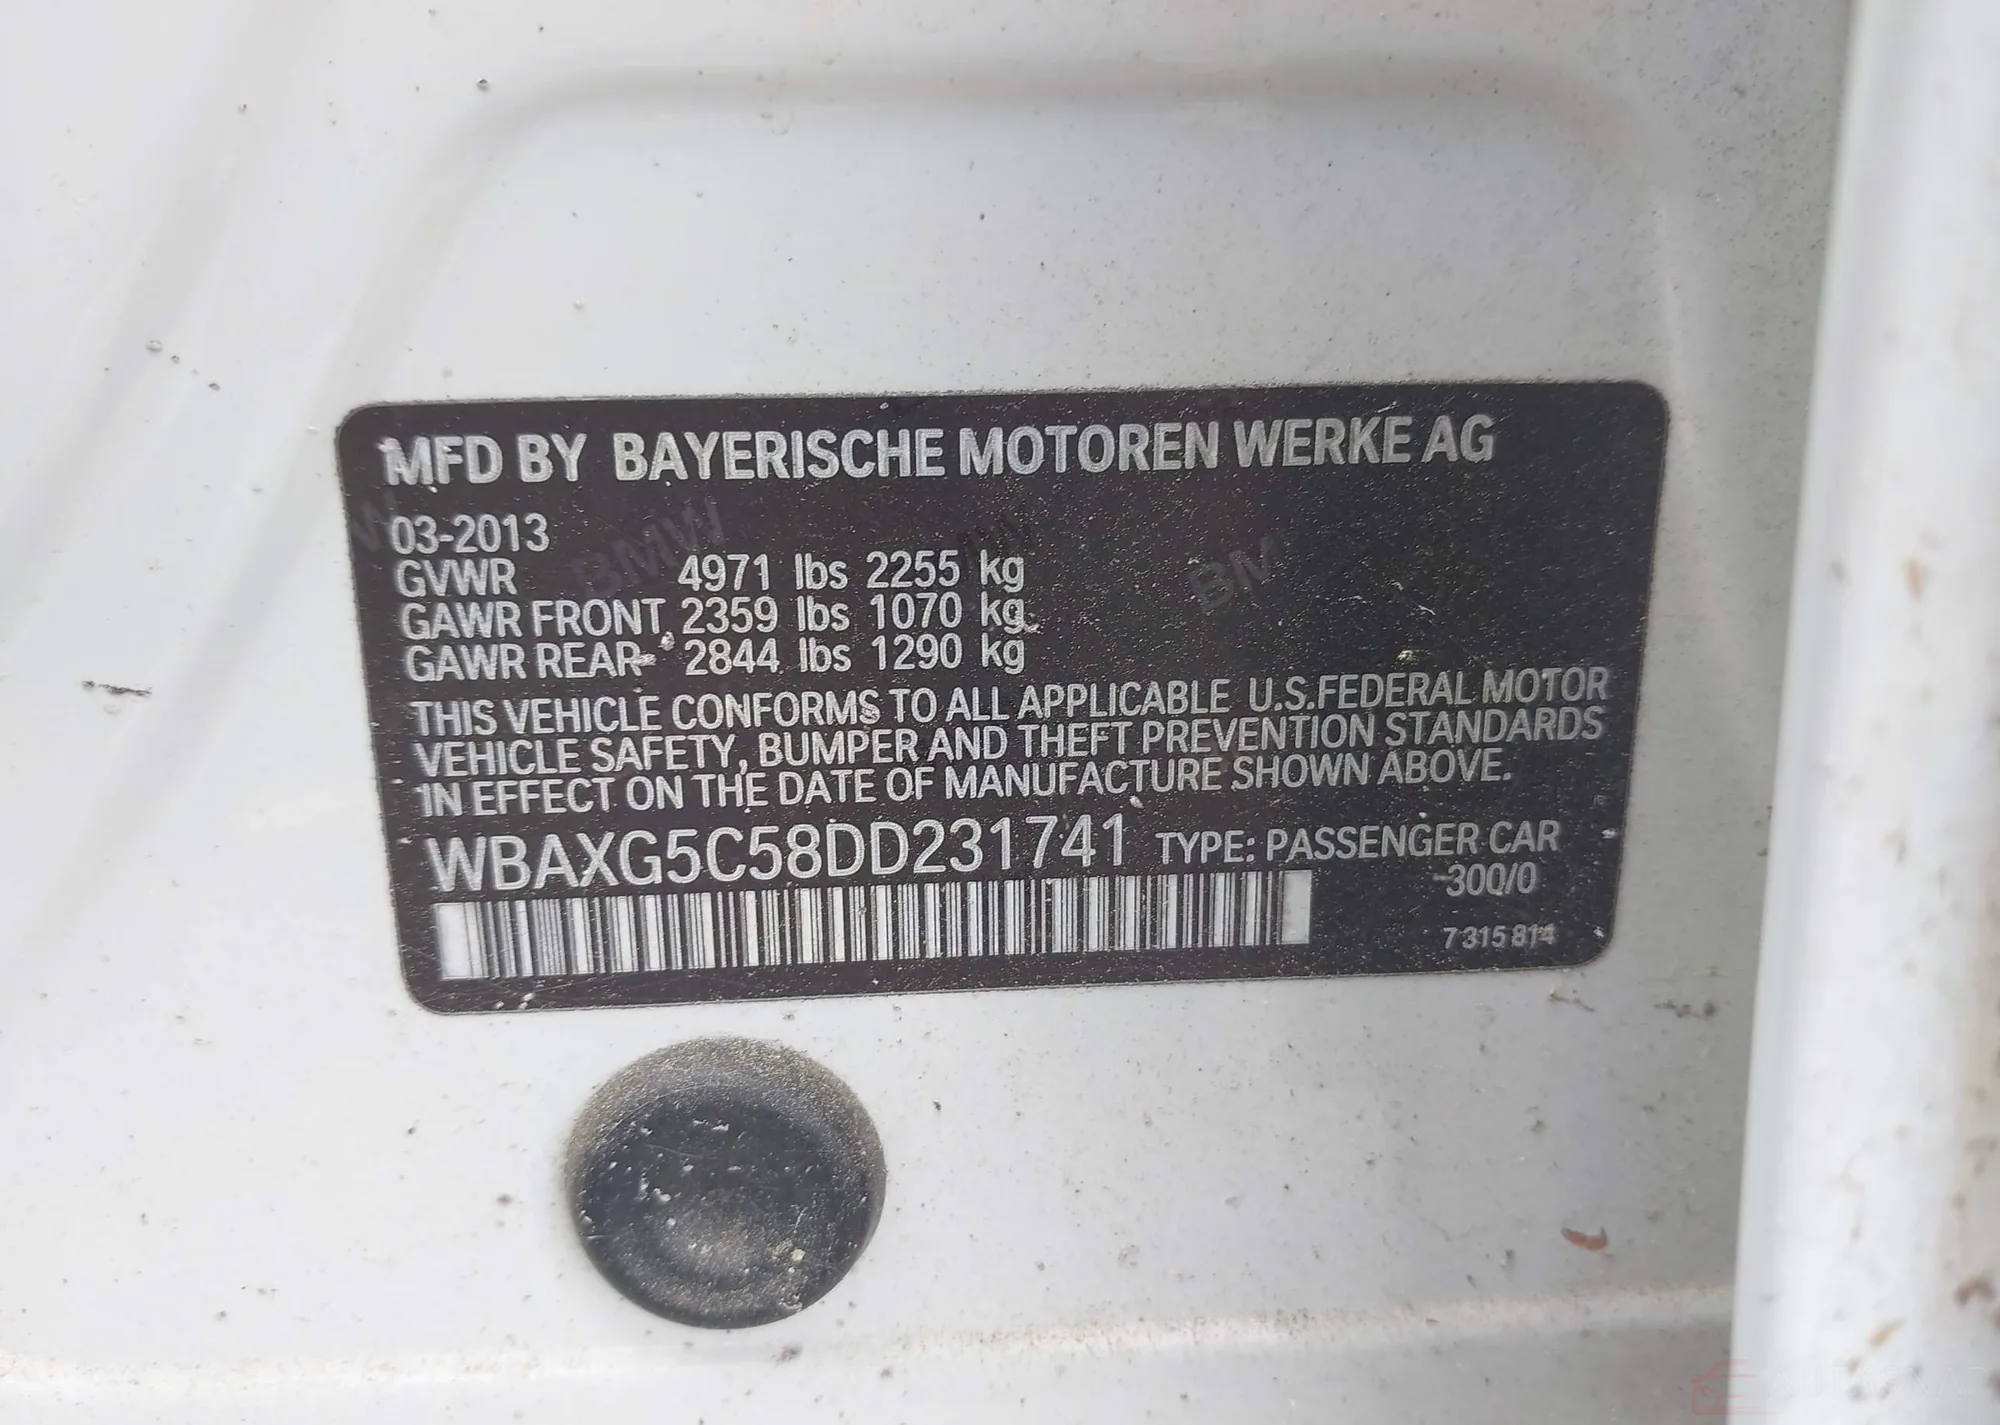 MFD BY BAYERISCHE MOTOREN WERKE AG
03-2013
GVWR 4971 lbs 2255 kg
GAWR FRONT 2359 lbs 1070 kg
GAWR REAR 2844 lbs 1290 kg
THIS VEHICLE CONFORMS TO ALL APPLICABLE U.S.FEDERAL MOTOR
VEHICLE SAFETY, BUMPER AND THEFT PREVENTION STANDARDS
IN EFFECT ON THE DATE OF MANUFACTURE SHOWN ABOVE.
WBAXG5C58DD231741 TYPE: PASSENGER CAR
-300/0
7 315 814